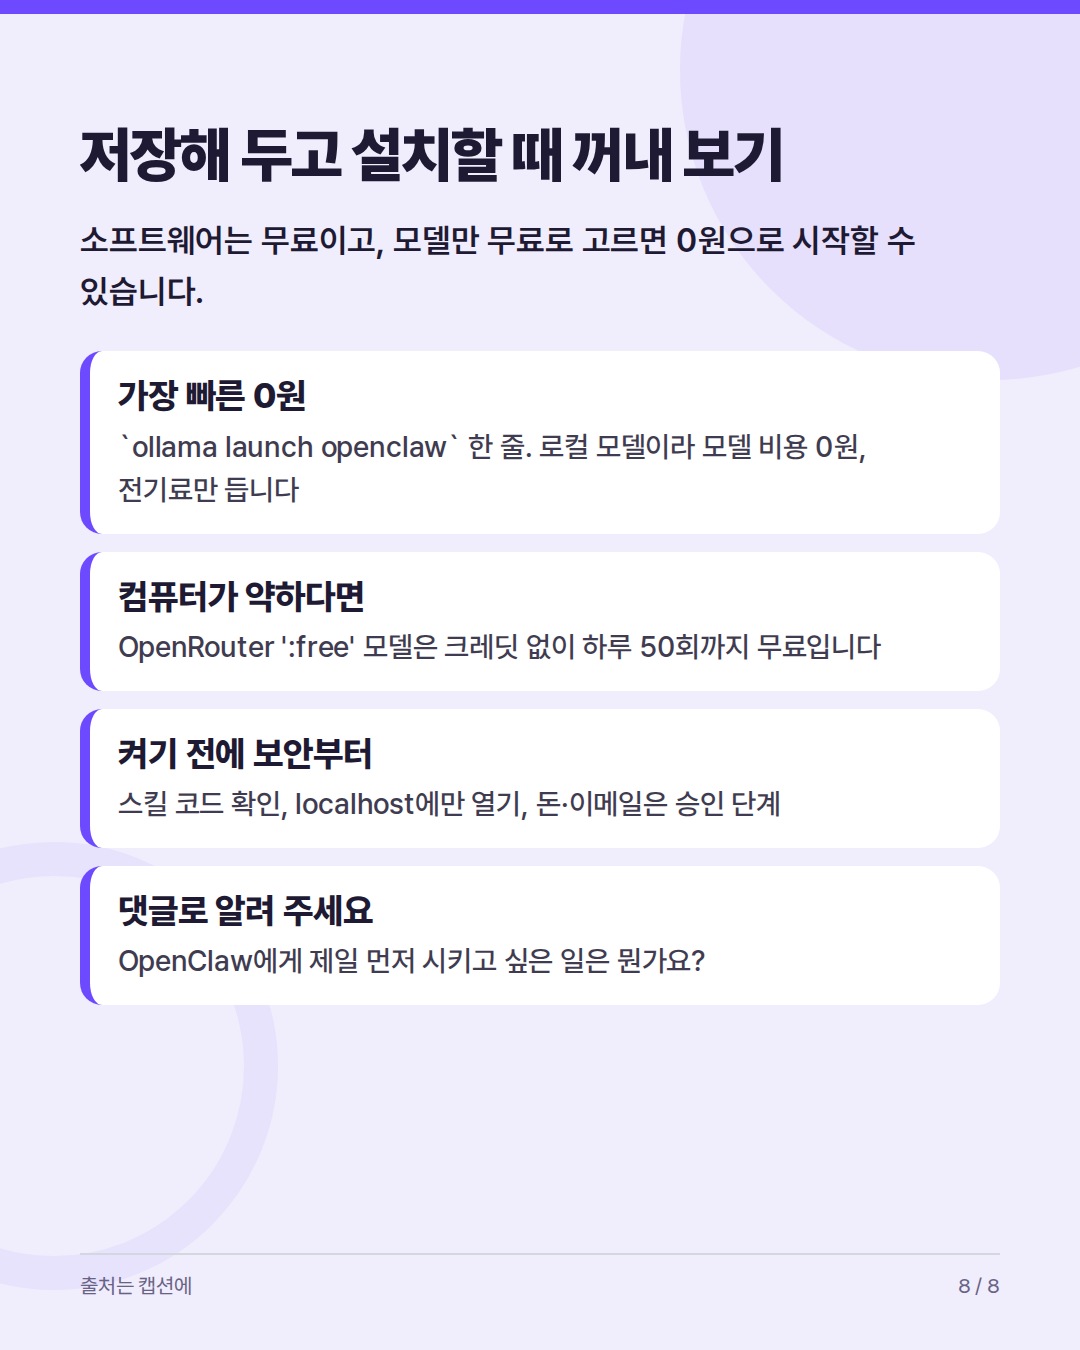 저장해 두고 설치할 때 꺼내 보기
소프트웨어는 무료이고, 모델만 무료로 고르면 0원으로 시작할 수
있습니다.
가장 빠른 0원
`ollama launch openclaw` 한 줄. 로컬 모델이라 모델 비용 0원,
전기료만 듭니다
컴퓨터가 약하다면
OpenRouter ':free' 모델은 크레딧 없이 하루 50회까지 무료입니다
켜기 전에 보안부터
스킬 코드 확인, localhost에만 열기, 돈·이메일은 승인 단계
댓글로 알려 주세요
OpenClaw에게 제일 먼저 시키고 싶은 일은 뭔가요?
출처는 캡션에
8 / 8